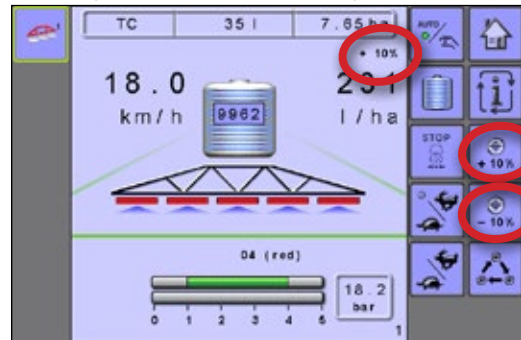 TC 35 l 7.65 ha
AUTO
+ 10%
18.0
km/h
9962
l/ha
STOP
+ 10%
- 10%
04 (red)
18.2
bar
0 1 2 3 4 5
1